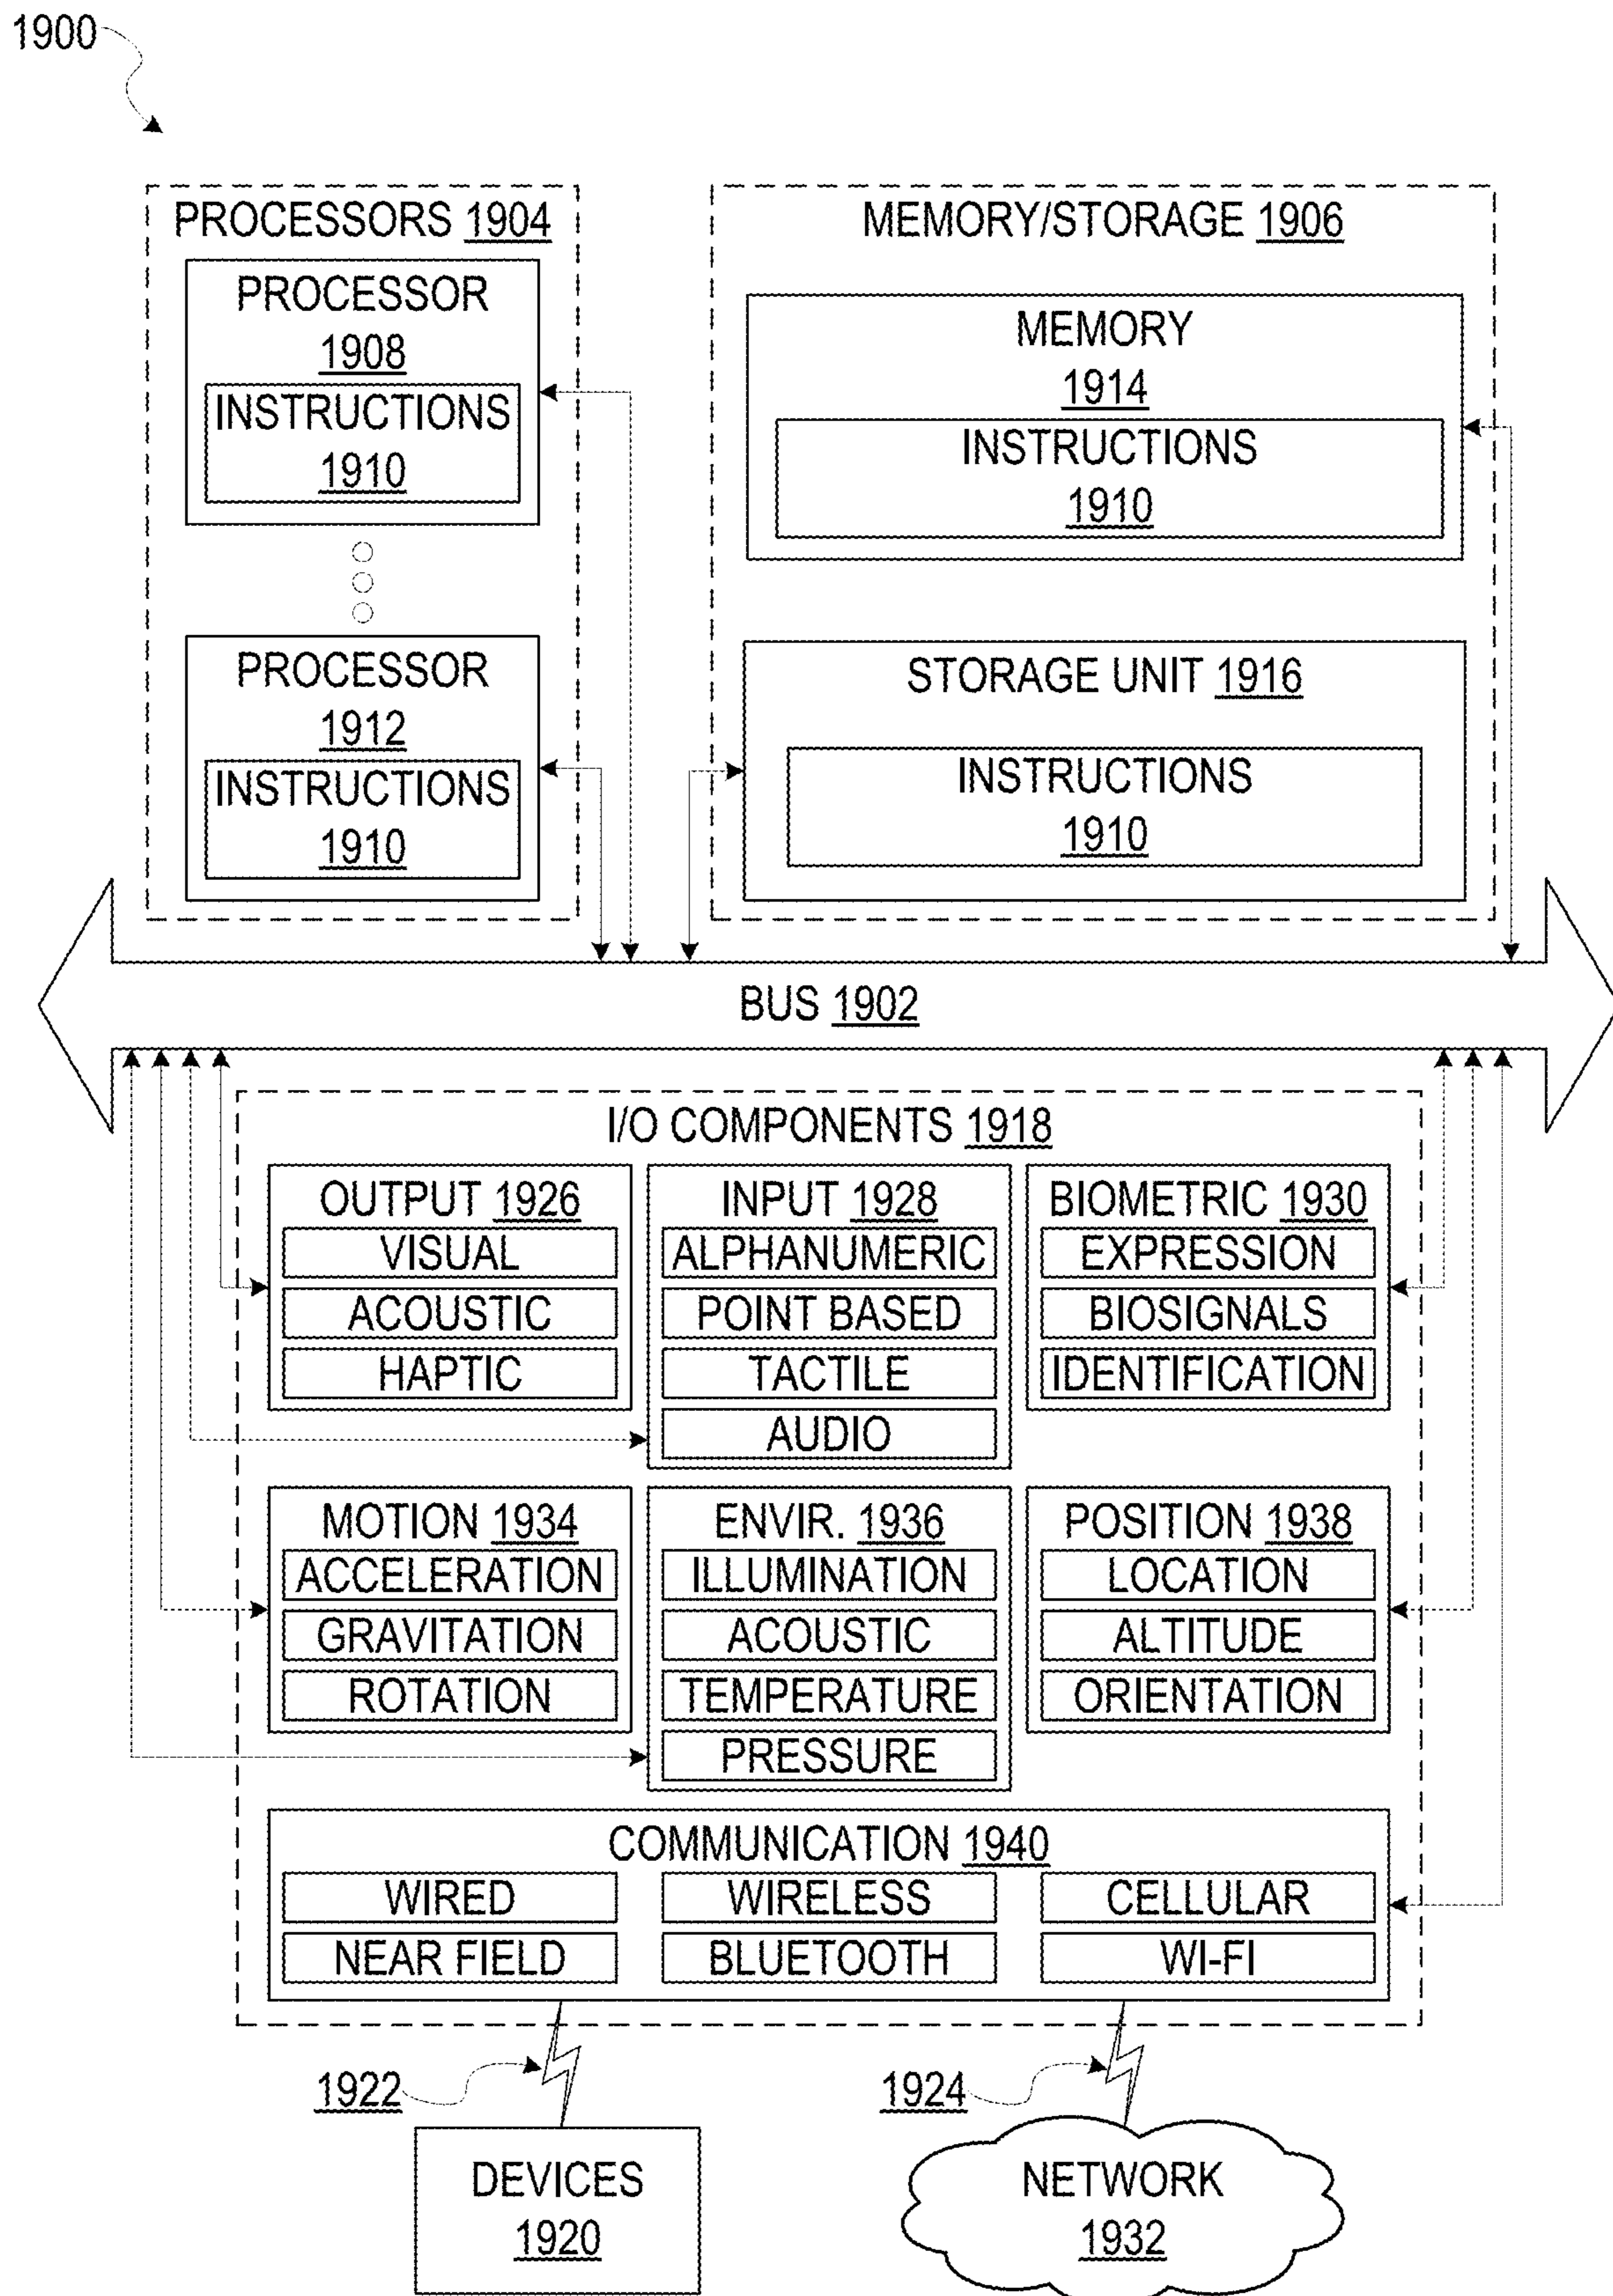 1900
PROCESSORS 1904
PROCESSOR
1908
INSTRUCTIONS
1910
PROCESSOR
1912
INSTRUCTIONS
1910
MEMORY/STORAGE 1906
MEMORY
1914
INSTRUCTIONS
1910
STORAGE UNIT 1916
INSTRUCTIONS
1910
BUS 1902
I/O COMPONENTS 1918
OUTPUT 1926
VISUAL
ACOUSTIC
HAPTIC
INPUT 1928
ALPHANUMERIC
POINT BASED
TACTILE
AUDIO
BIOMETRIC 1930
EXPRESSION
BIOSIGNALS
IDENTIFICATION
MOTION 1934
ACCELERATION
GRAVITATION
ROTATION
ENVIR. 1936
ILLUMINATION
ACOUSTIC
TEMPERATURE
PRESSURE
POSITION 1938
LOCATION
ALTITUDE
ORIENTATION
COMMUNICATION 1940
WIRED
WIRELESS
CELLULAR
NEAR FIELD
BLUETOOTH
WI-FI
1922
1924
DEVICES
1920
NETWORK
1932